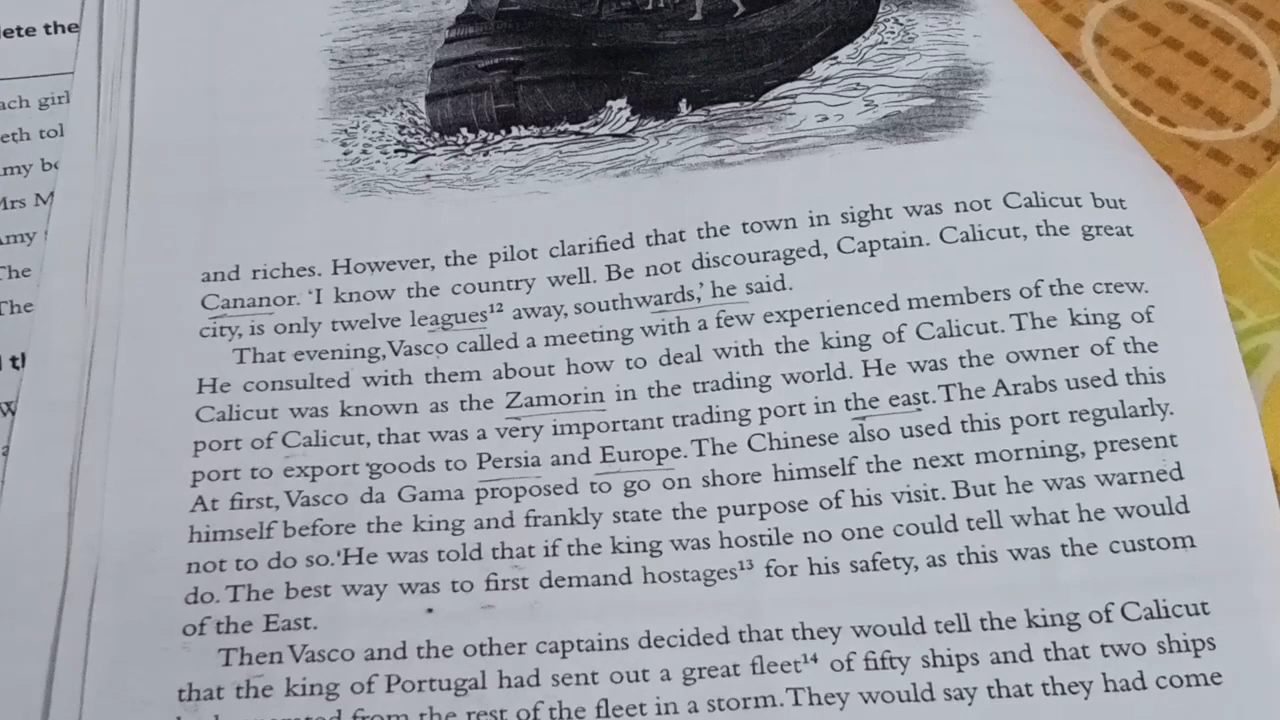 ete the
ach girl
eth tol
my
Mrs M
my
The
The
and riches. However, the pilot clarified that the town in sight was not Calicut but
Cananor. ‘I know the country well. Be not discouraged, Captain. Calicut, the great
city, is only twelve leagues¹² away, southwards,’ he said.
That evening, Vasco called a meeting with a few experienced members of the crew.
He consulted with them about how to deal with the king of Calicut. The king of
Calicut was known as the Zamorin in the trading world. He was the owner of the
port of Calicut, that was a very important trading port in the east. The Arabs used this
port to export goods to Persia and Europe. The Chinese also used this port regularly.
At first, Vasco da Gama proposed to go on shore himself the next morning, present
himself before the king and frankly state the purpose of his visit. But he was warned
not to do so. ‘He was told that if the king was hostile no one could tell what he would
do. The best way was to first demand hostages¹³ for his safety, as this was the custom
of the East.
Then Vasco and the other captains decided that they would tell the king of Calicut
that the king of Portugal had sent out a great fleet¹⁴ of fifty ships and that two ships
from the rest of the fleet in a storm. They would say that they had come